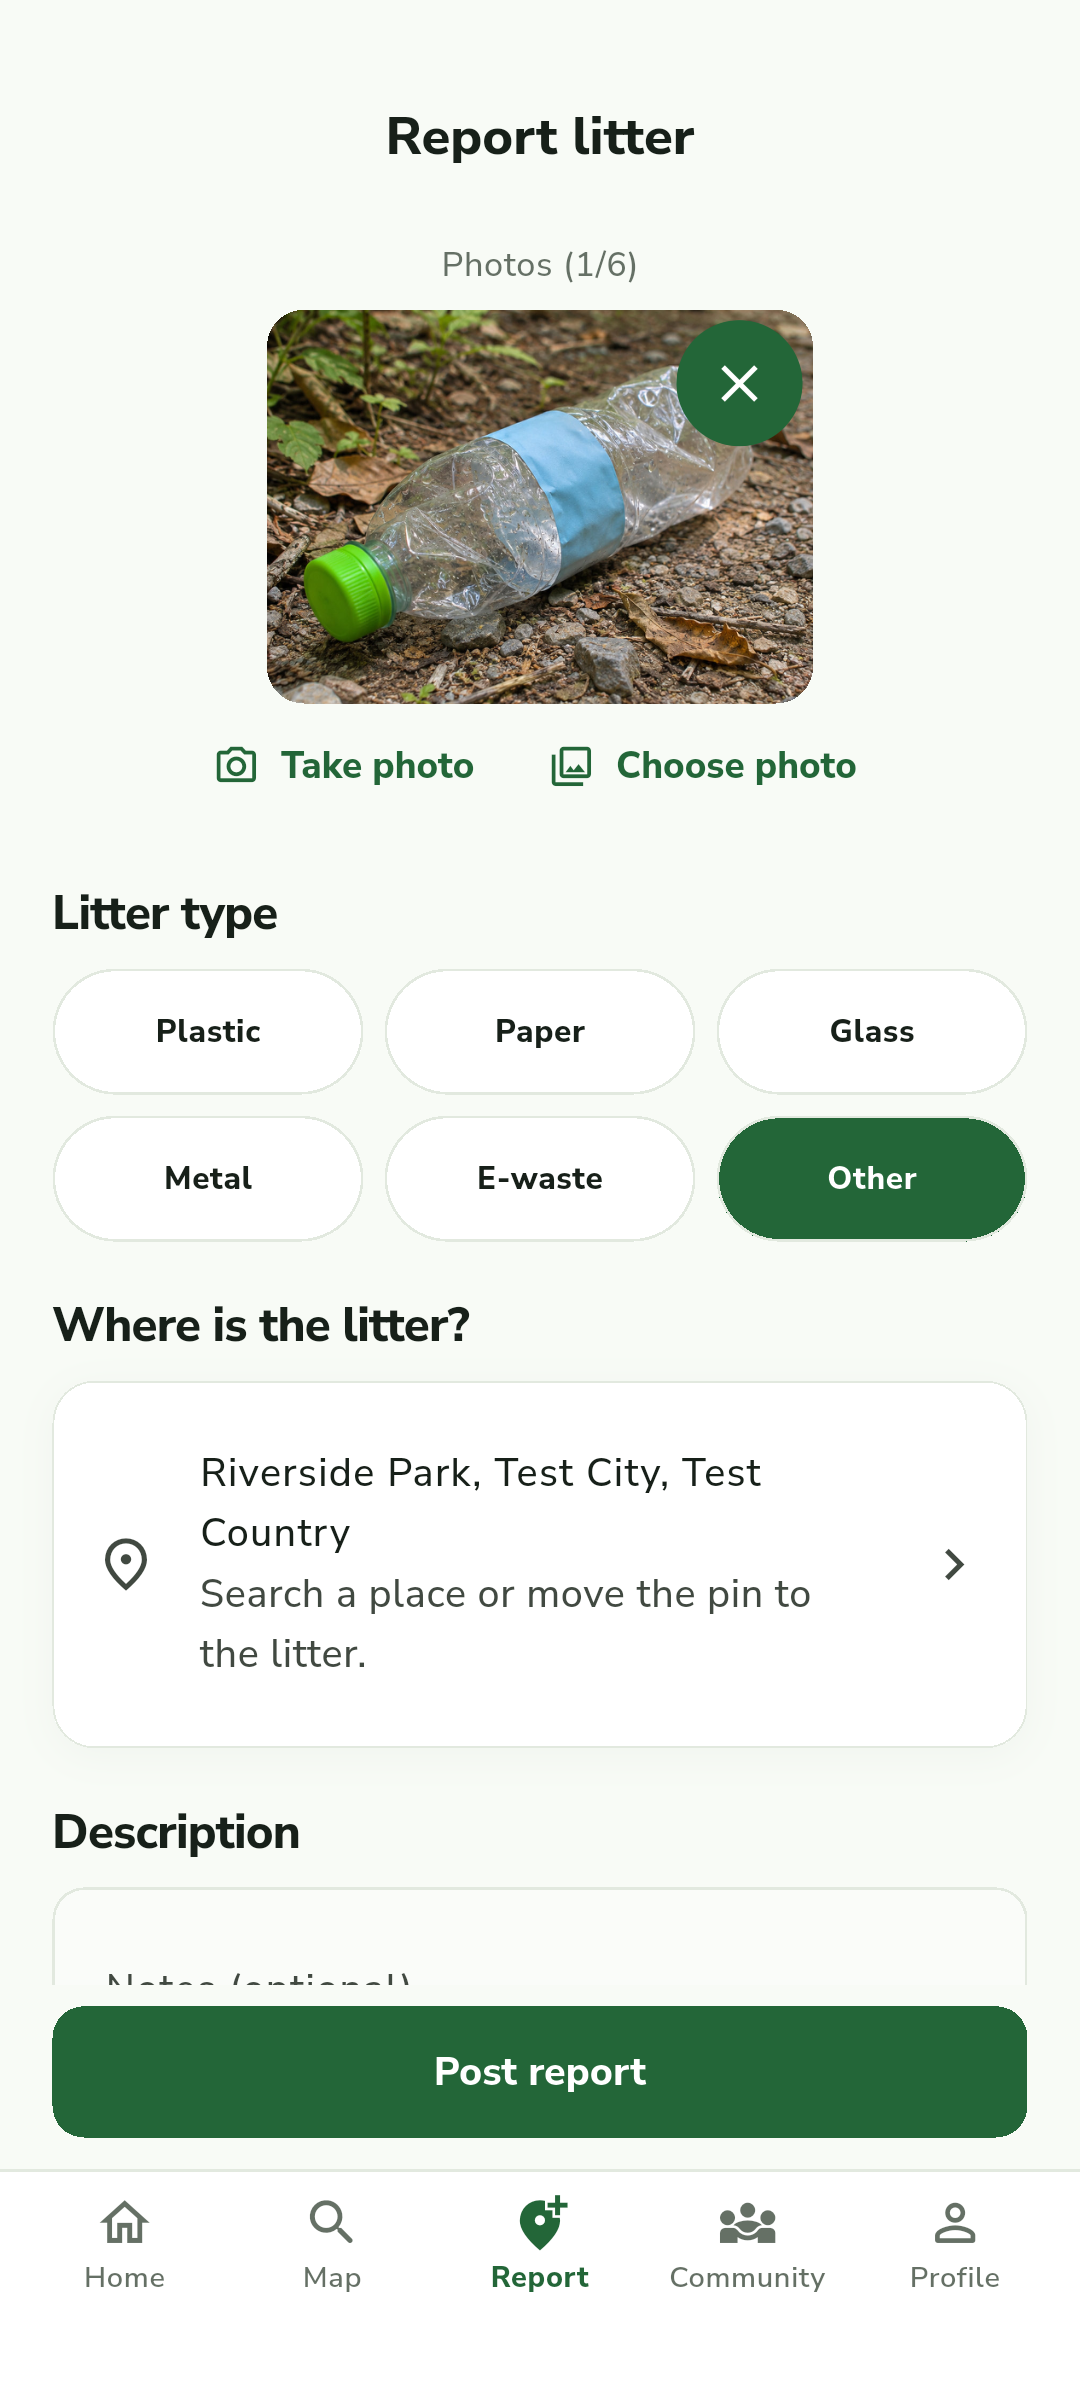 Report litter
Photos (1/6)
Take photo
Choose photo
Litter type
Plastic
Paper
Glass
Metal
E-waste
Other
Where is the litter?
Riverside Park, Test City, Test
Country
Search a place or move the pin to
the litter.
Description
Notes (optional)
Post report
Home
Map
Report
Community
Profile